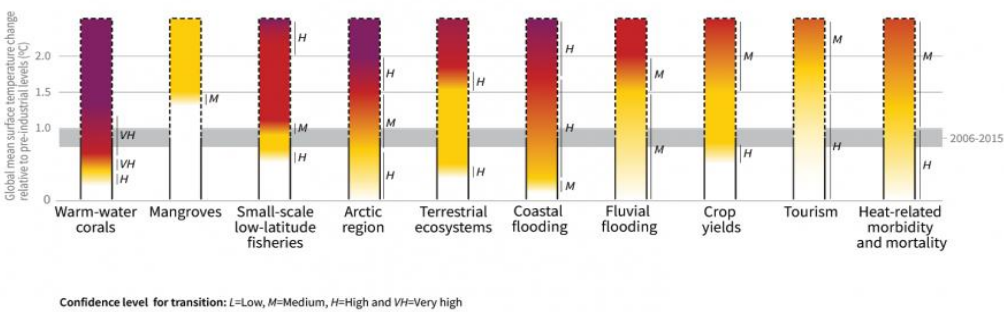 Global mean surface temperature change
relative to pre-industrial levels (ºC)
2.0
1.5
1.0
0
VH
VH
H
M
M
H
H
M
H
H
M
H
H
H
H
M
M
M
M
H
M
H
M
H
2006-2015
Warm-water
corals
Mangroves
Small-scale
low-latitude
fisheries
Arctic
region
Terrestrial
ecosystems
Coastal
flooding
Fluvial
flooding
Crop
yields
Tourism
Heat-related
morbidity
and mortality
Confidence level for transition: L=Low, M=Medium, H=High and VH=Very high